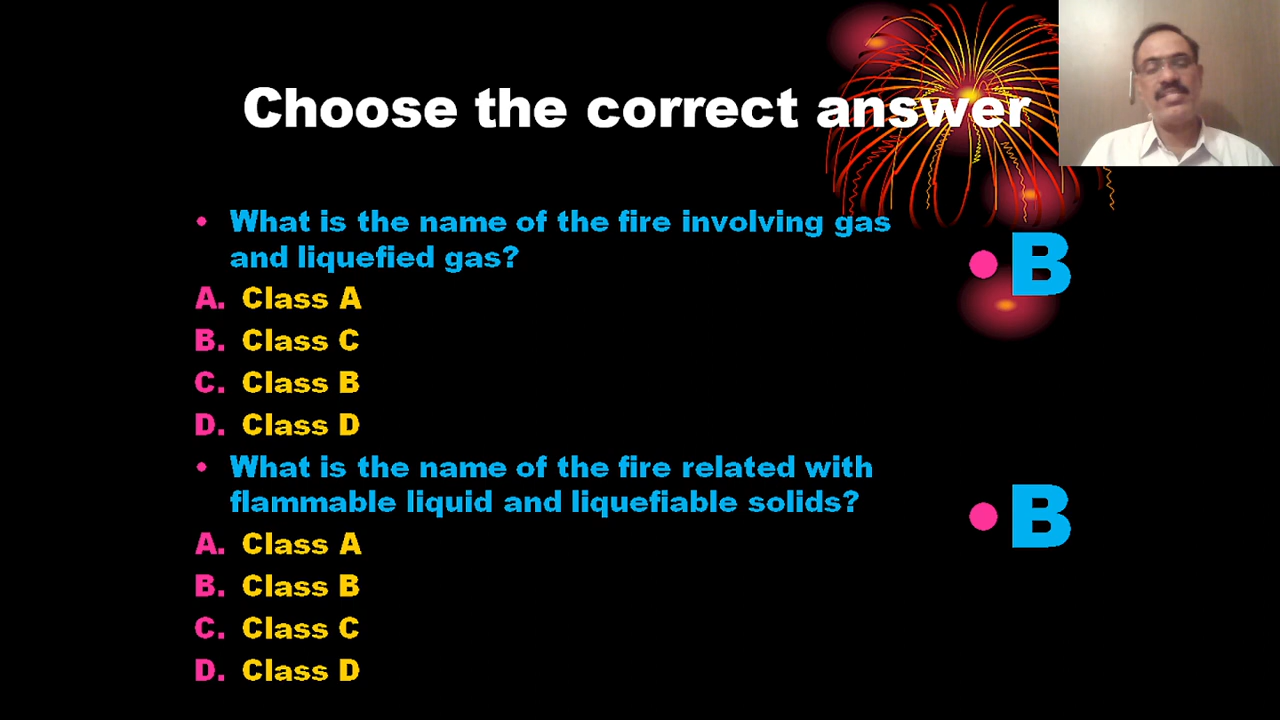 Choose the correct answer
• What is the name of the fire involving gas
and liquefied gas?
A. Class A
B. Class C
C. Class B
D. Class D
• B
• What is the name of the fire related with
flammable liquid and liquefiable solids?
A. Class A
B. Class B
C. Class C
D. Class D
• B